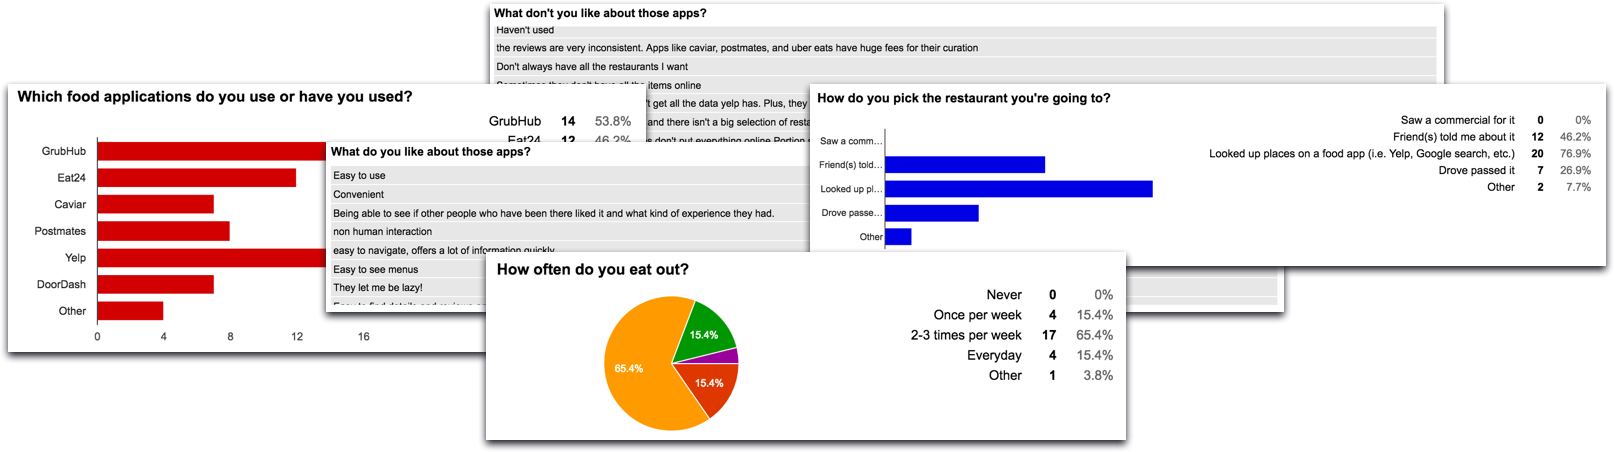 What don't you like about those apps?
Haven't used
the reviews are very inconsistent. Apps like caviar, postmates, and uber eats have huge fees for their curation
Don't always have all the restaurants I want
Sometimes they don't have all the items online
't get all the data yelp has. Plus, they
and there isn't a big selection of resta
s don't put everything online Portion s
Which food applications do you use or have you used?
GrubHub 14 53.8%
Eat24 12 46.2%
GrubHub
Eat24
Caviar
Postmates
Yelp
DoorDash
Other
0 4 8 12 16
What do you like about those apps?
Easy to use
Convenient
Being able to see if other people who have been there liked it and what kind of experience they had.
non human interaction
easy to navigate, offers a lot of information quickly
Easy to see menus
They let me be lazy!
Easy to find details and reviews
How do you pick the restaurant you're going to?
Saw a comm...
Friend(s) told...
Looked up pl...
Drove passe...
Other
Saw a commercial for it 0 0%
Friend(s) told me about it 12 46.2%
Looked up places on a food app (i.e. Yelp, Google search, etc.) 20 76.9%
Drove passed it 7 26.9%
Other 2 7.7%
How often do you eat out?
65.4%
15.4%
15.4%
Never 0 0%
Once per week 4 15.4%
2-3 times per week 17 65.4%
Everyday 4 15.4%
Other 1 3.8%